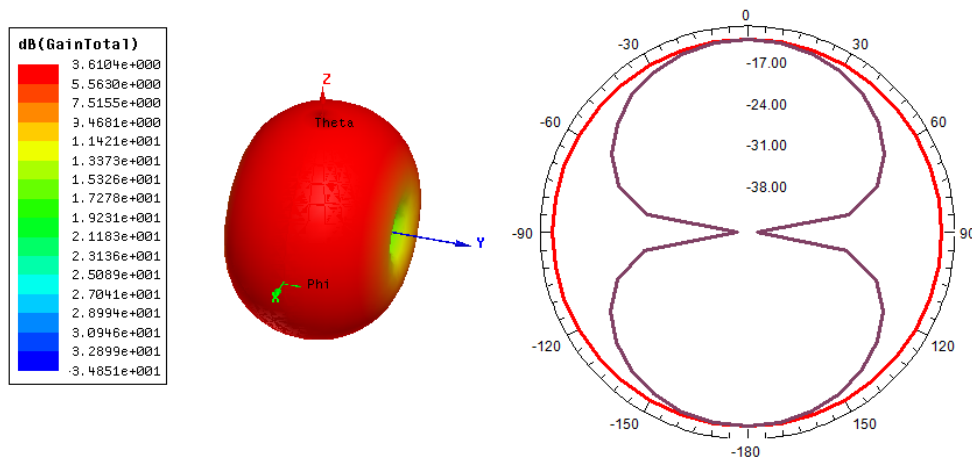 dB(GainTotal)
3.6104e+000
5.5630e+000
7.5155e+000
9.4681e+000
1.1421e+001
1.3373e+001
1.5326e+001
1.7278e+001
1.9231e+001
2.1183e+001
2.3136e+001
2.5089e+001
2.7041e+001
2.8994e+001
3.0946e+001
3.2899e+001
-3.4851e+001
Z
Theta
Y
Phi
X
0
-30
30
-17.00
-24.00
-60
60
-31.00
-38.00
-90
90
-120
120
-150
150
-180